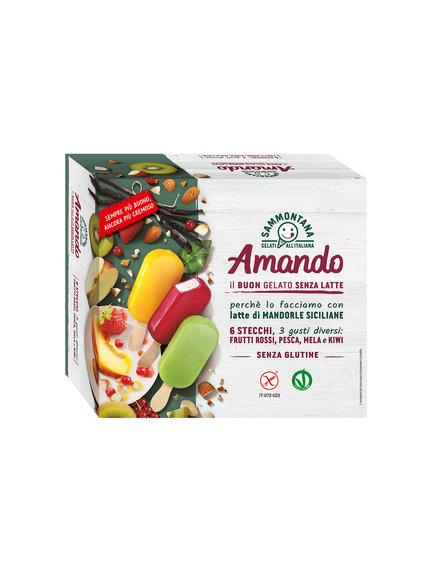 SEMPRE PIÙ BUONO,
ANCORA PIÙ CREMOSO
SAMMONTANA
GELATI ALL'ITALIANA
Amando
il BUON GELATO SENZA LATTE
perchè lo facciamo con
latte di MANDORLE SICILIANE
6 STECCHI, 3 gusti diversi:
FRUTTI ROSSI, PESCA, MELA e KIWI
SENZA GLUTINE
IT-072-023
Amando
Amando